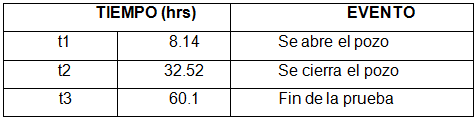 TIEMPO (hrs) EVENTO
t1 8.14 Se abre el pozo
t2 32.52 Se cierra el pozo
t3 60.1 Fin de la prueba